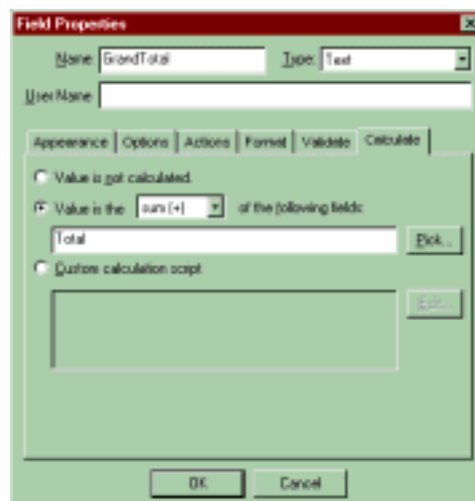 Field Properties
Name: GrandTotal Type: Text
User Name:
Appearance Options Actions Format Validate Calculate
Value is not calculated.
Value is the sum (+) of the following fields:
Total Pick...
Custom calculation script:
Edit...
OK Cancel